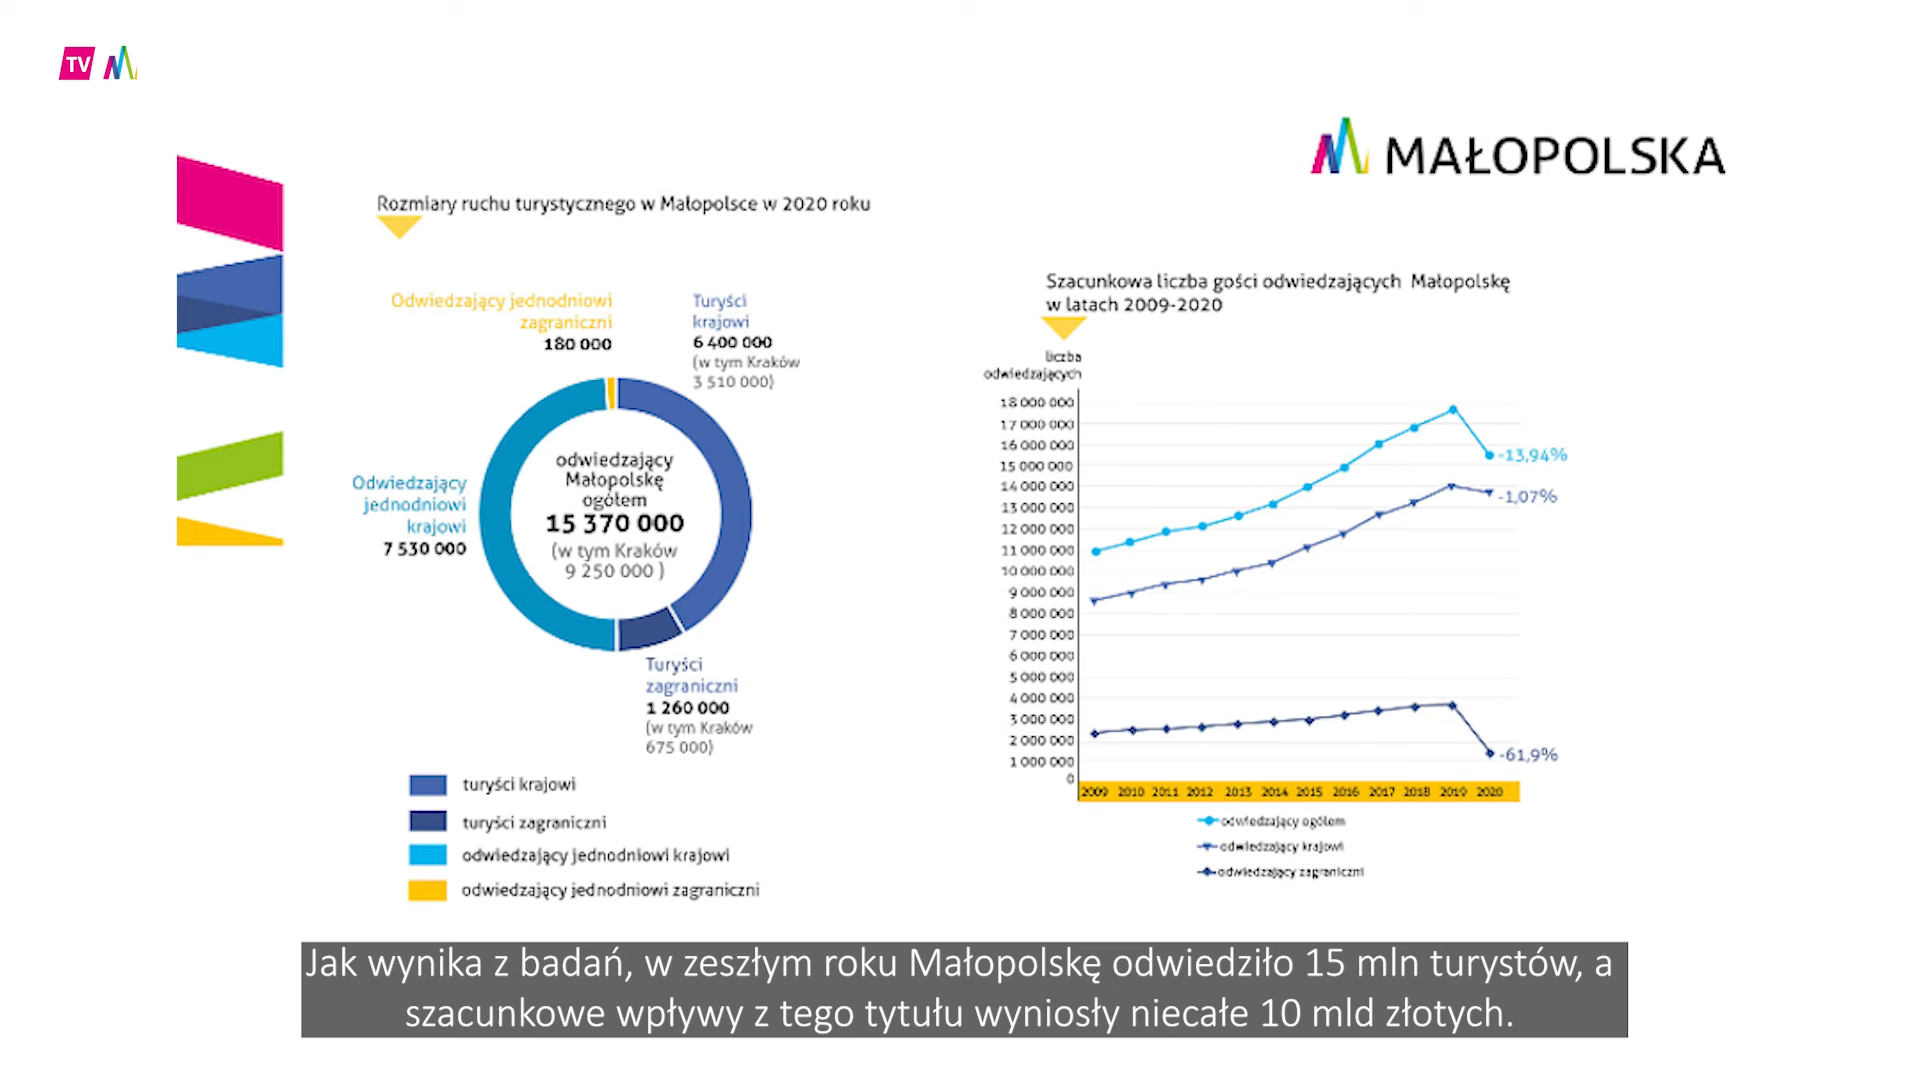 TV
MAŁOPOLSKA
Rozmiary ruchu turystycznego w Małopolsce w 2020 roku
Odwiedzający jednodniowi
zagraniczni
180 000
Turyści
krajowi
6 400 000
(w tym Kraków
3 510 000)
odwiedzający
Małopolskę
ogółem
15 370 000
(w tym Kraków
9 250 000 )
Odwiedzający
jednodniowi
krajowi
7 530 000
Turyści
zagraniczni
1 260 000
(w tym Kraków
675 000)
turyści krajowi
turyści zagraniczni
odwiedzający jednodniowi krajowi
odwiedzający jednodniowi zagraniczni
Szacunkowa liczba gości odwiedzających Małopolskę
w latach 2009-2020
liczba
odwiedzających
18 000 000
17 000 000
16 000 000
15 000 000
14 000 000
13 000 000
12 000 000
11 000 000
10 000 000
9 000 000
8 000 000
7 000 000
6 000 000
5 000 000
4 000 000
3 000 000
2 000 000
1 000 000
0
-13,94%
-1,07%
-61,9%
2009 2010 2011 2012 2013 2014 2015 2016 2017 2018 2019 2020
odwiedzający ogółem
odwiedzający krajowi
odwiedzający zagraniczni
Jak wynika z badań, w zeszłym roku Małopolskę odwiedziło 15 mln turystów, a
szacunkowe wpływy z tego tytułu wyniosły niecałe 10 mld złotych.